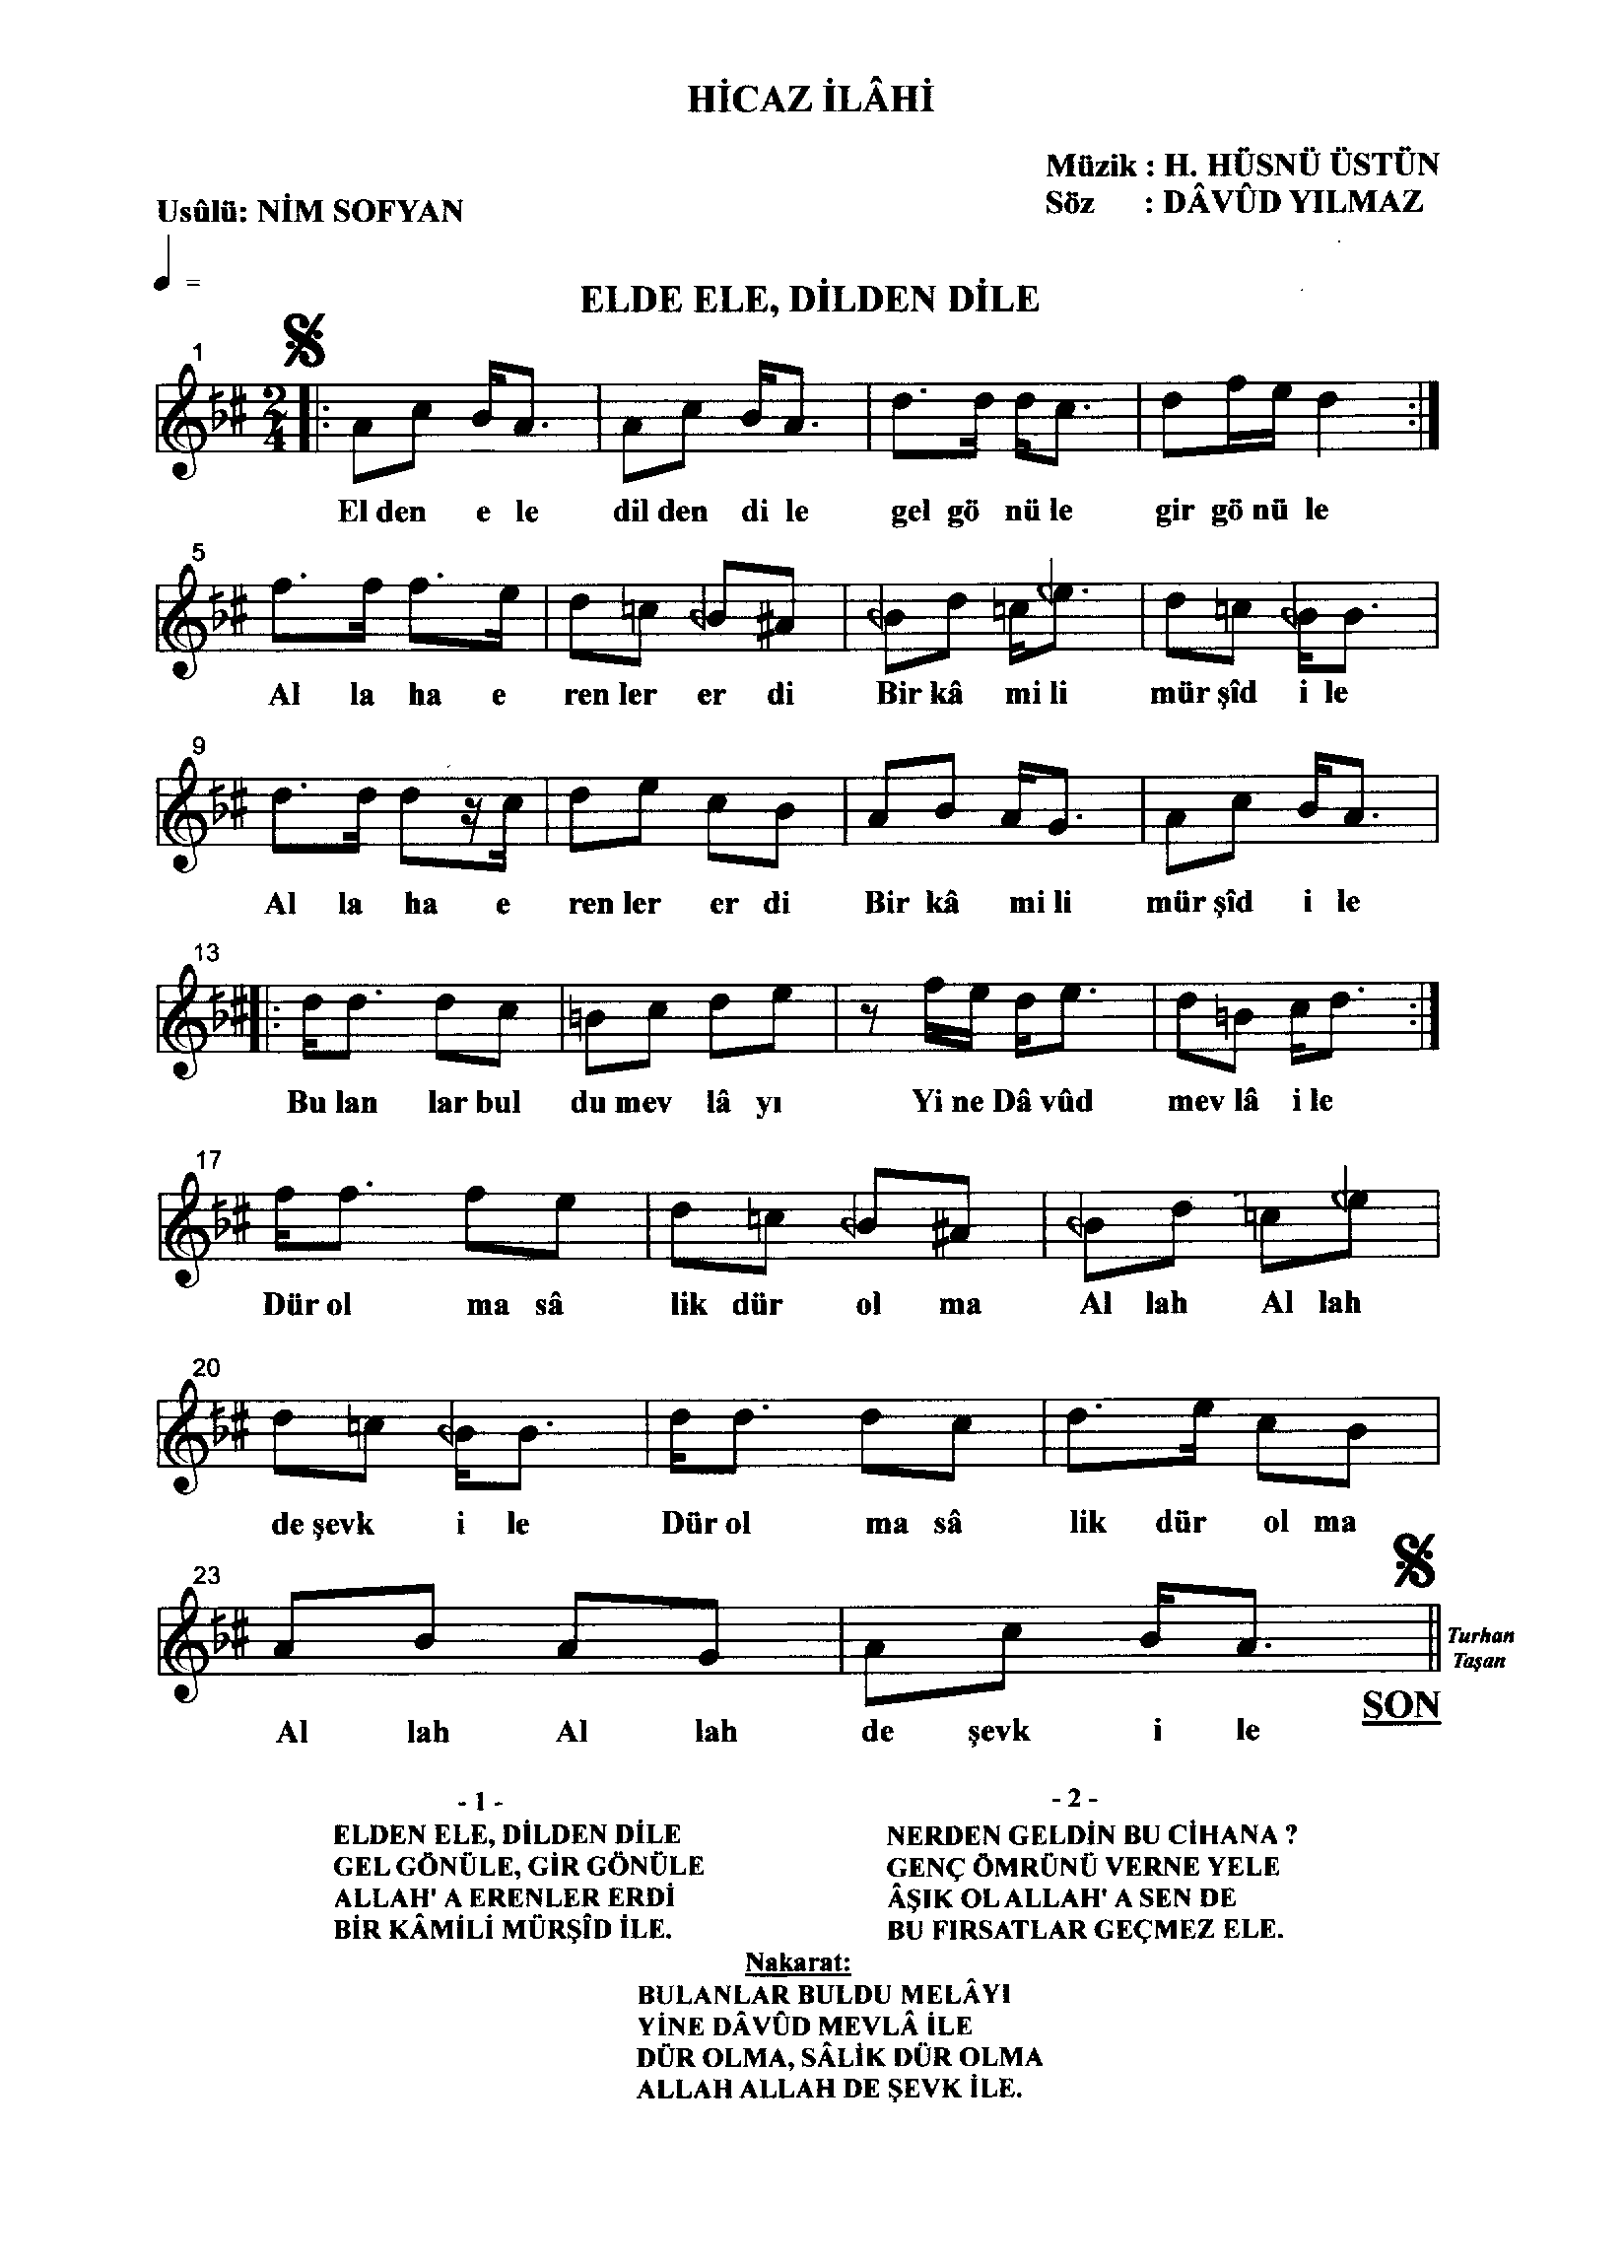 HİCAZ İLÂHİ
Müzik : H. HÜSNÜ ÜSTÜN
Söz : DÂVÛD YILMAZ
Usûlü: NİM SOFYAN
=
ELDE ELE, DİLDEN DİLE
1
2
4
El den e le dil den di le gel gö nü le gir gö nü le
5
Al la ha e ren ler er di Bir kâ mi li mür şîd i le
9
Al la ha e ren ler er di Bir kâ mi li mür şîd i le
13
Bu lan lar bul du mev lâ yı Yi ne Dâ vûd mev lâ i le
17
Dür ol ma sâ lik dür ol ma Al lah Al lah
20
de şevk i le Dür ol ma sâ lik dür ol ma
23
Turhan
Taşan
SON
Al lah Al lah de şevk i le
- 1 -
ELDEN ELE, DİLDEN DİLE
GEL GÖNÜLE, GİR GÖNÜLE
ALLAH' A ERENLER ERDİ
BİR KÂMİLİ MÜRŞÎD İLE.
- 2 -
NERDEN GELDİN BU CİHANA ?
GENÇ ÖMRÜNÜ VERNE YELE
ÂŞIK OL ALLAH' A SEN DE
BU FIRSATLAR GEÇMEZ ELE.
Nakarat:
BULANLAR BULDU MELÂYI
YİNE DÂVÛD MEVLÂ İLE
DÜR OLMA, SÂLİK DÜR OLMA
ALLAH ALLAH DE ŞEVK İLE.